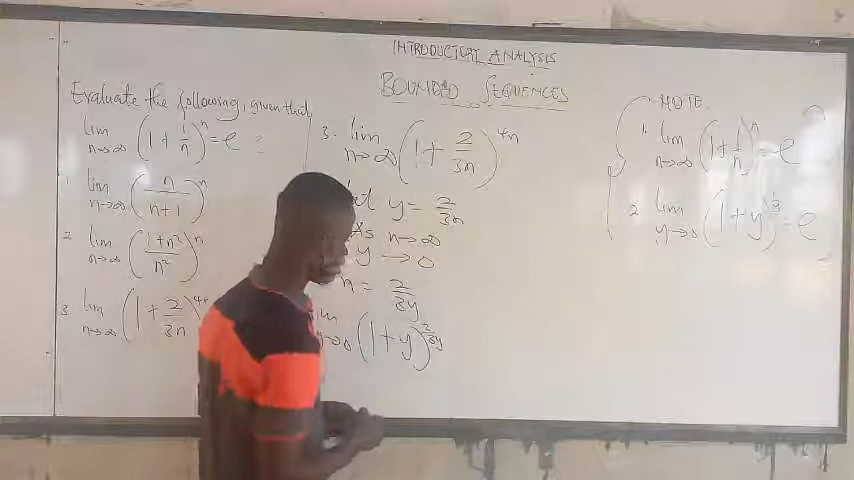 INTRODUCTORY ANALYSIS
BOUNDED SEQUENCES
Evaluate the following, given that
lim n→∞ (1 + 1/n)^n = e
1. lim n→∞ (n/(n+1))^n
2. lim n→∞ ((1+n²)/n²)^n
3. lim n→∞ (1 + 2/3n)^4n
3. lim n→∞ (1 + 2/3n)^4n
y = 2/3n
As n→∞
y → 0
n = 2/3y
lim y→0 (1+y)^2/3y
NOTE
1. lim n→∞ (1 + 1/n)^n = e
2. lim y→0 (1+y)^1/y = e